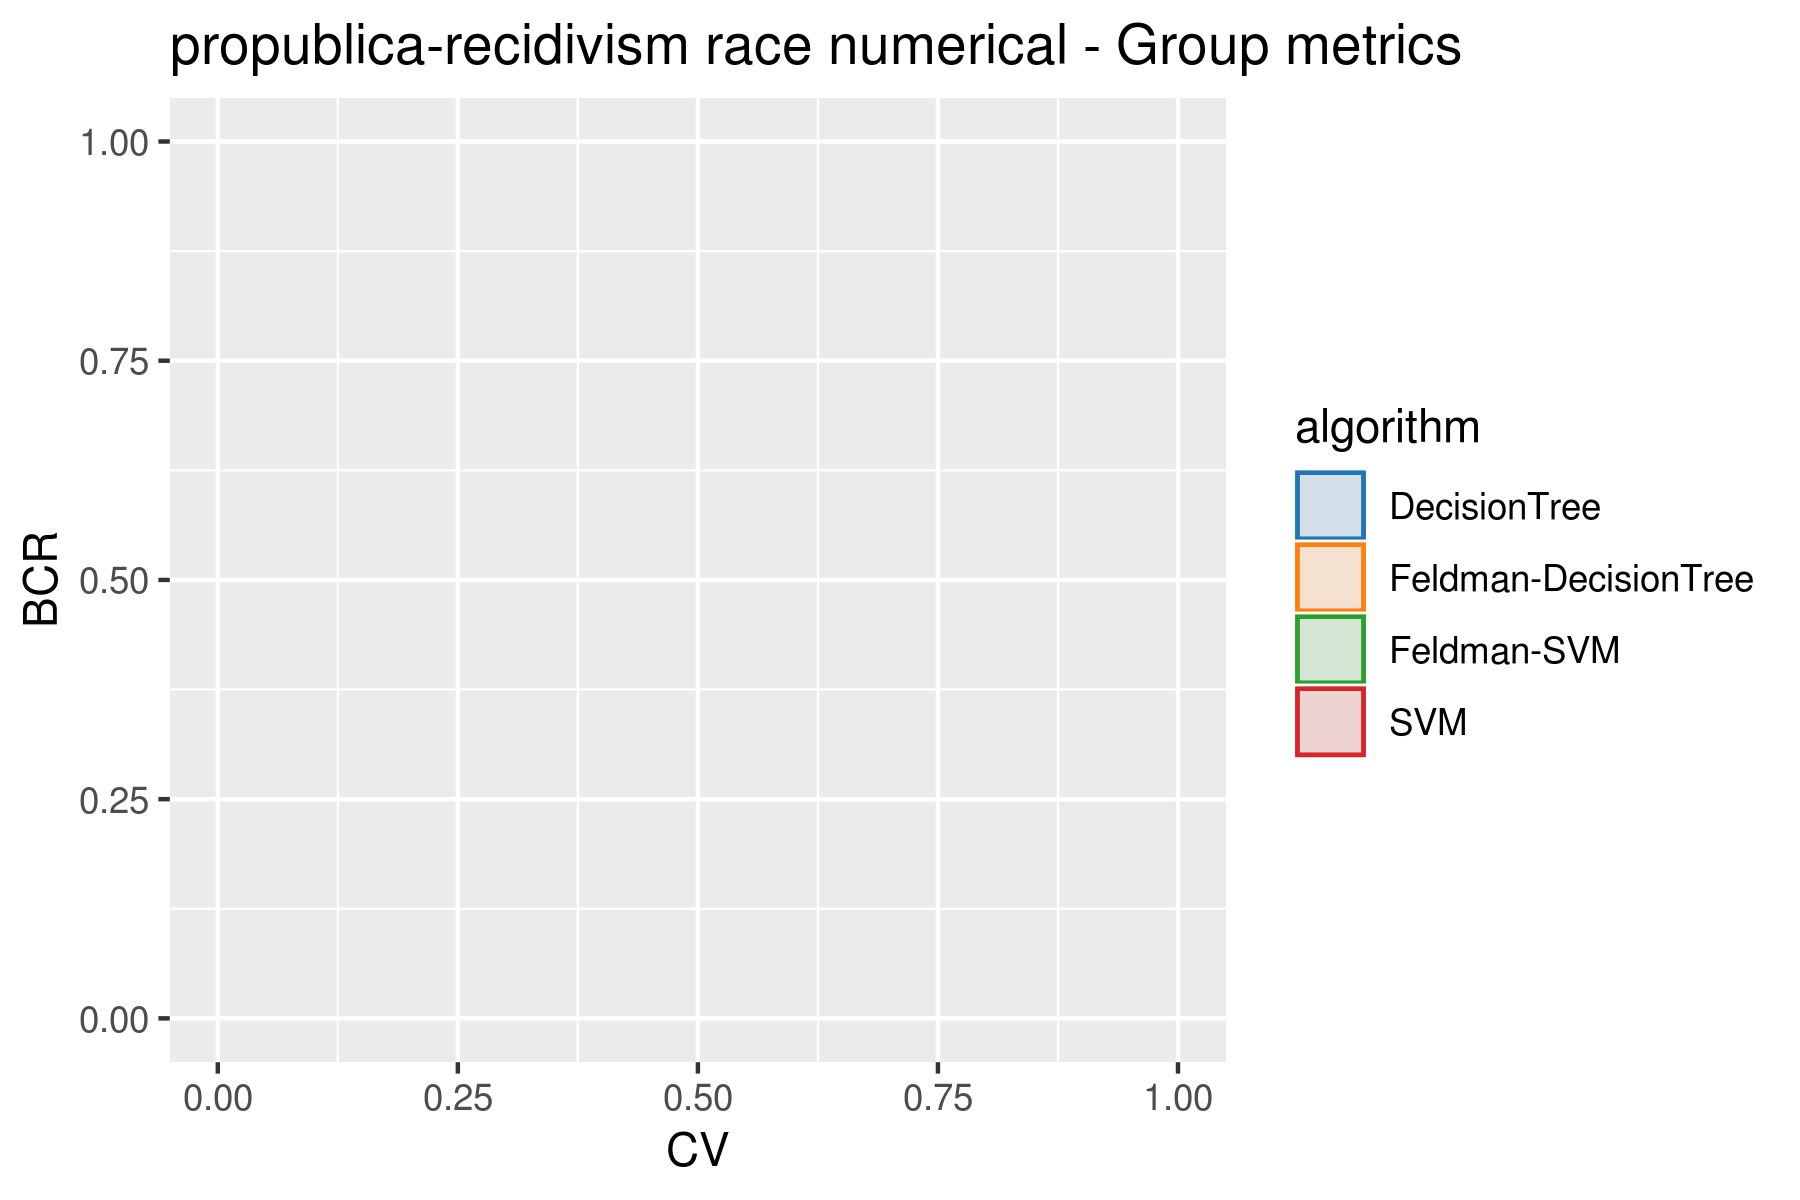 propublica-recidivism race numerical - Group metrics
BCR
1.00
0.75
0.50
0.25
0.00
0.00 0.25 0.50 0.75 1.00
CV
algorithm
DecisionTree
Feldman-DecisionTree
Feldman-SVM
SVM